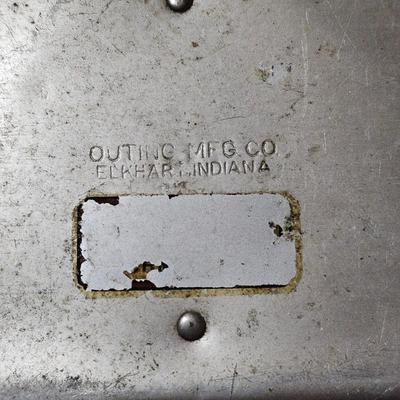 OUTING MFG. CO.
ELKHART, INDIANA